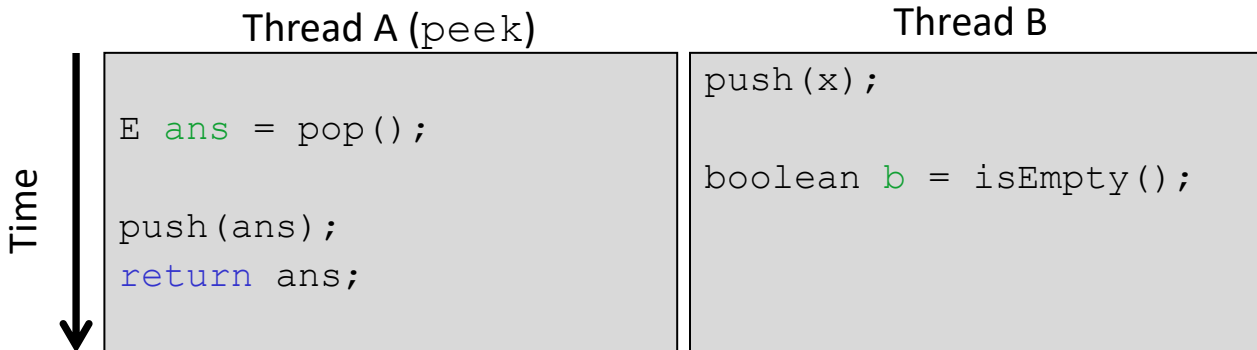 Thread A (peek)
Thread B
Time
E ans = pop();
push(ans);
return ans;
push(x);
boolean b = isEmpty();